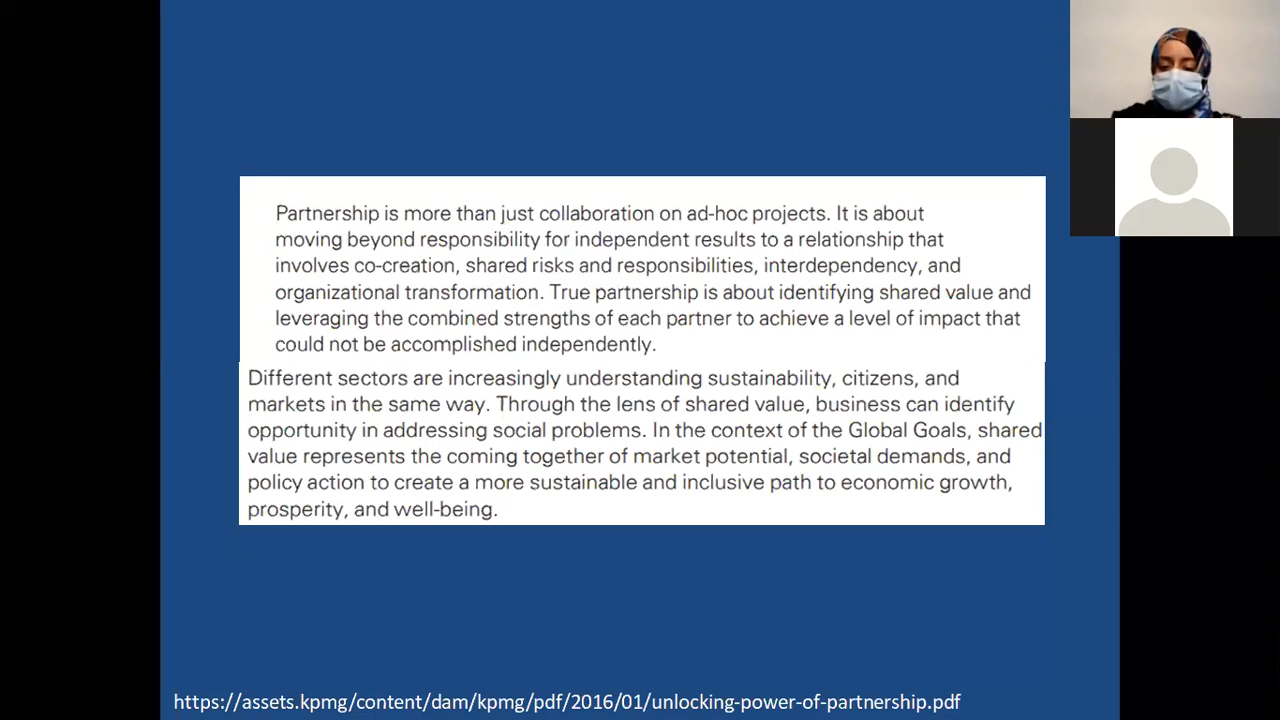 Partnership is more than just collaboration on ad-hoc projects. It is about
moving beyond responsibility for independent results to a relationship that
involves co-creation, shared risks and responsibilities, interdependency, and
organizational transformation. True partnership is about identifying shared value and
leveraging the combined strengths of each partner to achieve a level of impact that
could not be accomplished independently.
Different sectors are increasingly understanding sustainability, citizens, and
markets in the same way. Through the lens of shared value, business can identify
opportunity in addressing social problems. In the context of the Global Goals, shared
value represents the coming together of market potential, societal demands, and
policy action to create a more sustainable and inclusive path to economic growth,
prosperity, and well-being.
https://assets.kpmg/content/dam/kpmg/pdf/2016/01/unlocking-power-of-partnership.pdf